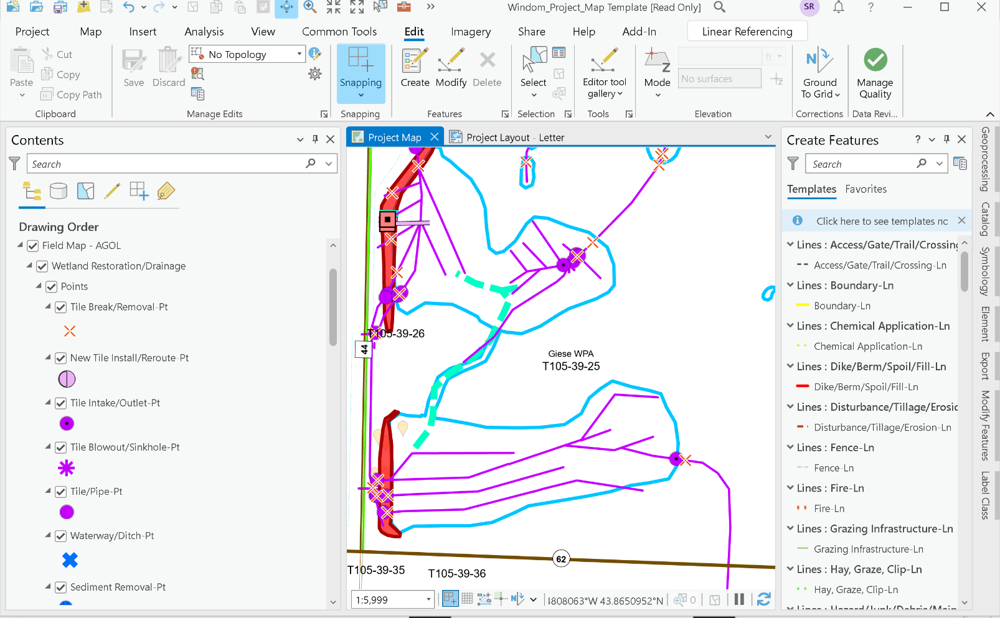 Windom_Project_Map Template [Read Only]
SR
?
Project
Map
Insert
Analysis
View
Common Tools
Edit
Imagery
Share
Help
Add-In
Linear Referencing
Paste
Cut
Copy
Copy Path
Clipboard
Save
Discard
No Topology
Manage Edits
Snapping
Snapping
Create
Modify
Delete
Features
Select
Selection
Editor tool
gallery
Tools
Mode
Z
ft
No surfaces
Elevation
Ground
To Grid
Corrections
Manage
Quality
Data Revi...
Contents
Search
Drawing Order
Field Map - AGOL
Wetland Restoration/Drainage
Points
Tile Break/Removal-Pt
New Tile Install/Reroute-Pt
Tile Intake/Outlet-Pt
Tile Blowout/Sinkhole-Pt
Tile/Pipe-Pt
Waterway/Ditch-Pt
Sediment Removal-Pt
Project Map
Project Layout - Letter
T105-39-26
44
Giese WPA
T105-39-25
62
T105-39-35
T105-39-36
1:5,999
N
808063°W 43.8650952°N
0
Create Features
?
Search
Templates
Favorites
Click here to see templates nc
Lines : Access/Gate/Trail/Crossing
Access/Gate/Trail/Crossing-Ln
Lines : Boundary-Ln
Boundary-Ln
Lines : Chemical Application-Ln
Chemical Application-Ln
Lines : Dike/Berm/Spoil/Fill-Ln
Dike/Berm/Spoil/Fill-Ln
Lines : Disturbance/Tillage/Erosic
Disturbance/Tillage/Erosion-Ln
Lines : Fence-Ln
Fence-Ln
Lines : Fire-Ln
Fire-Ln
Lines : Grazing Infrastructure-Ln
Grazing Infrastructure-Ln
Lines : Hay, Graze, Clip-Ln
Hay, Graze, Clip-Ln
Lines : Hazard/Junk/Debris/Main
Geoprocessing
Catalog
Symbology
Element
Export
Modify Features
Label Class